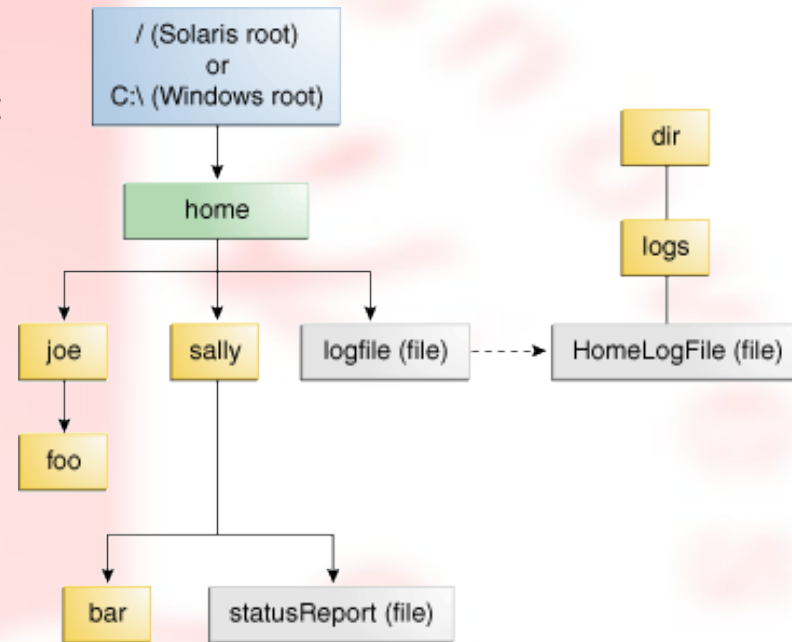 / (Solaris root)
or
C:\ (Windows root)
dir
home
logs
joe
sally
logfile (file)
HomeLogFile (file)
foo
bar
statusReport (file)